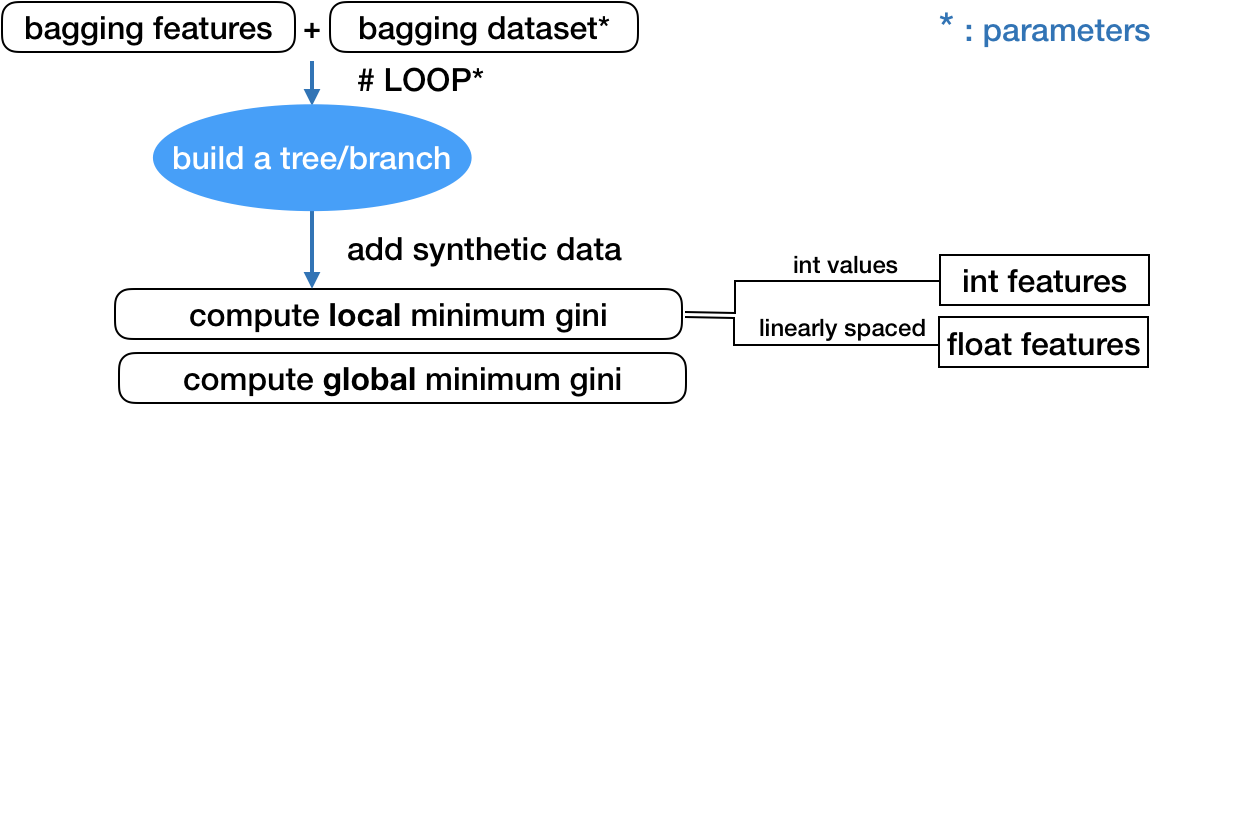 bagging features + bagging dataset*
* : parameters
# LOOP*
build a tree/branch
add synthetic data
compute local minimum gini
int values
int features
linearly spaced
float features
compute global minimum gini